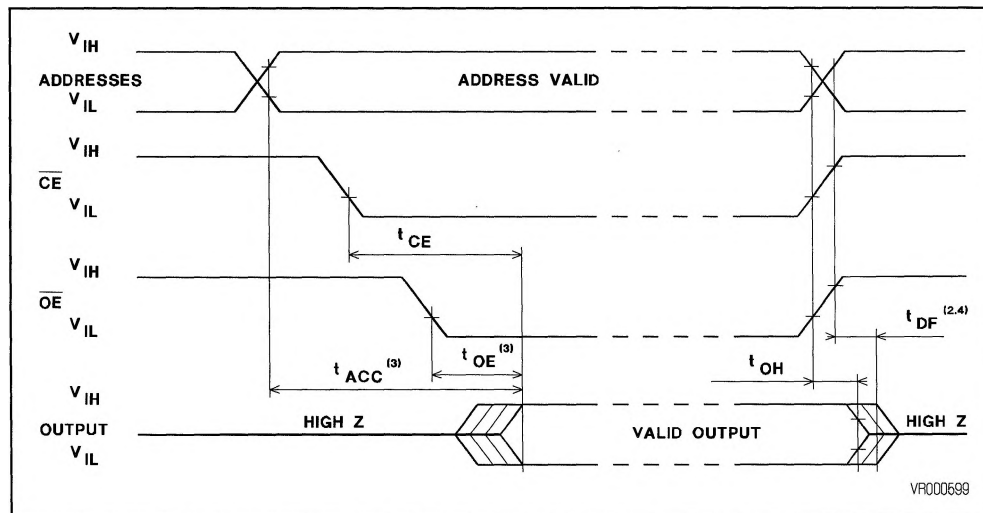 V IH
ADDRESSES
ADDRESS VALID
V IL
V IH
CE
V IL
t CE
V IH
OE
V IL
t DF (2.4)
t OE (3)
t ACC (3)
t OH
V IH
OUTPUT
HIGH Z
VALID OUTPUT
HIGH Z
V IL
VR000599